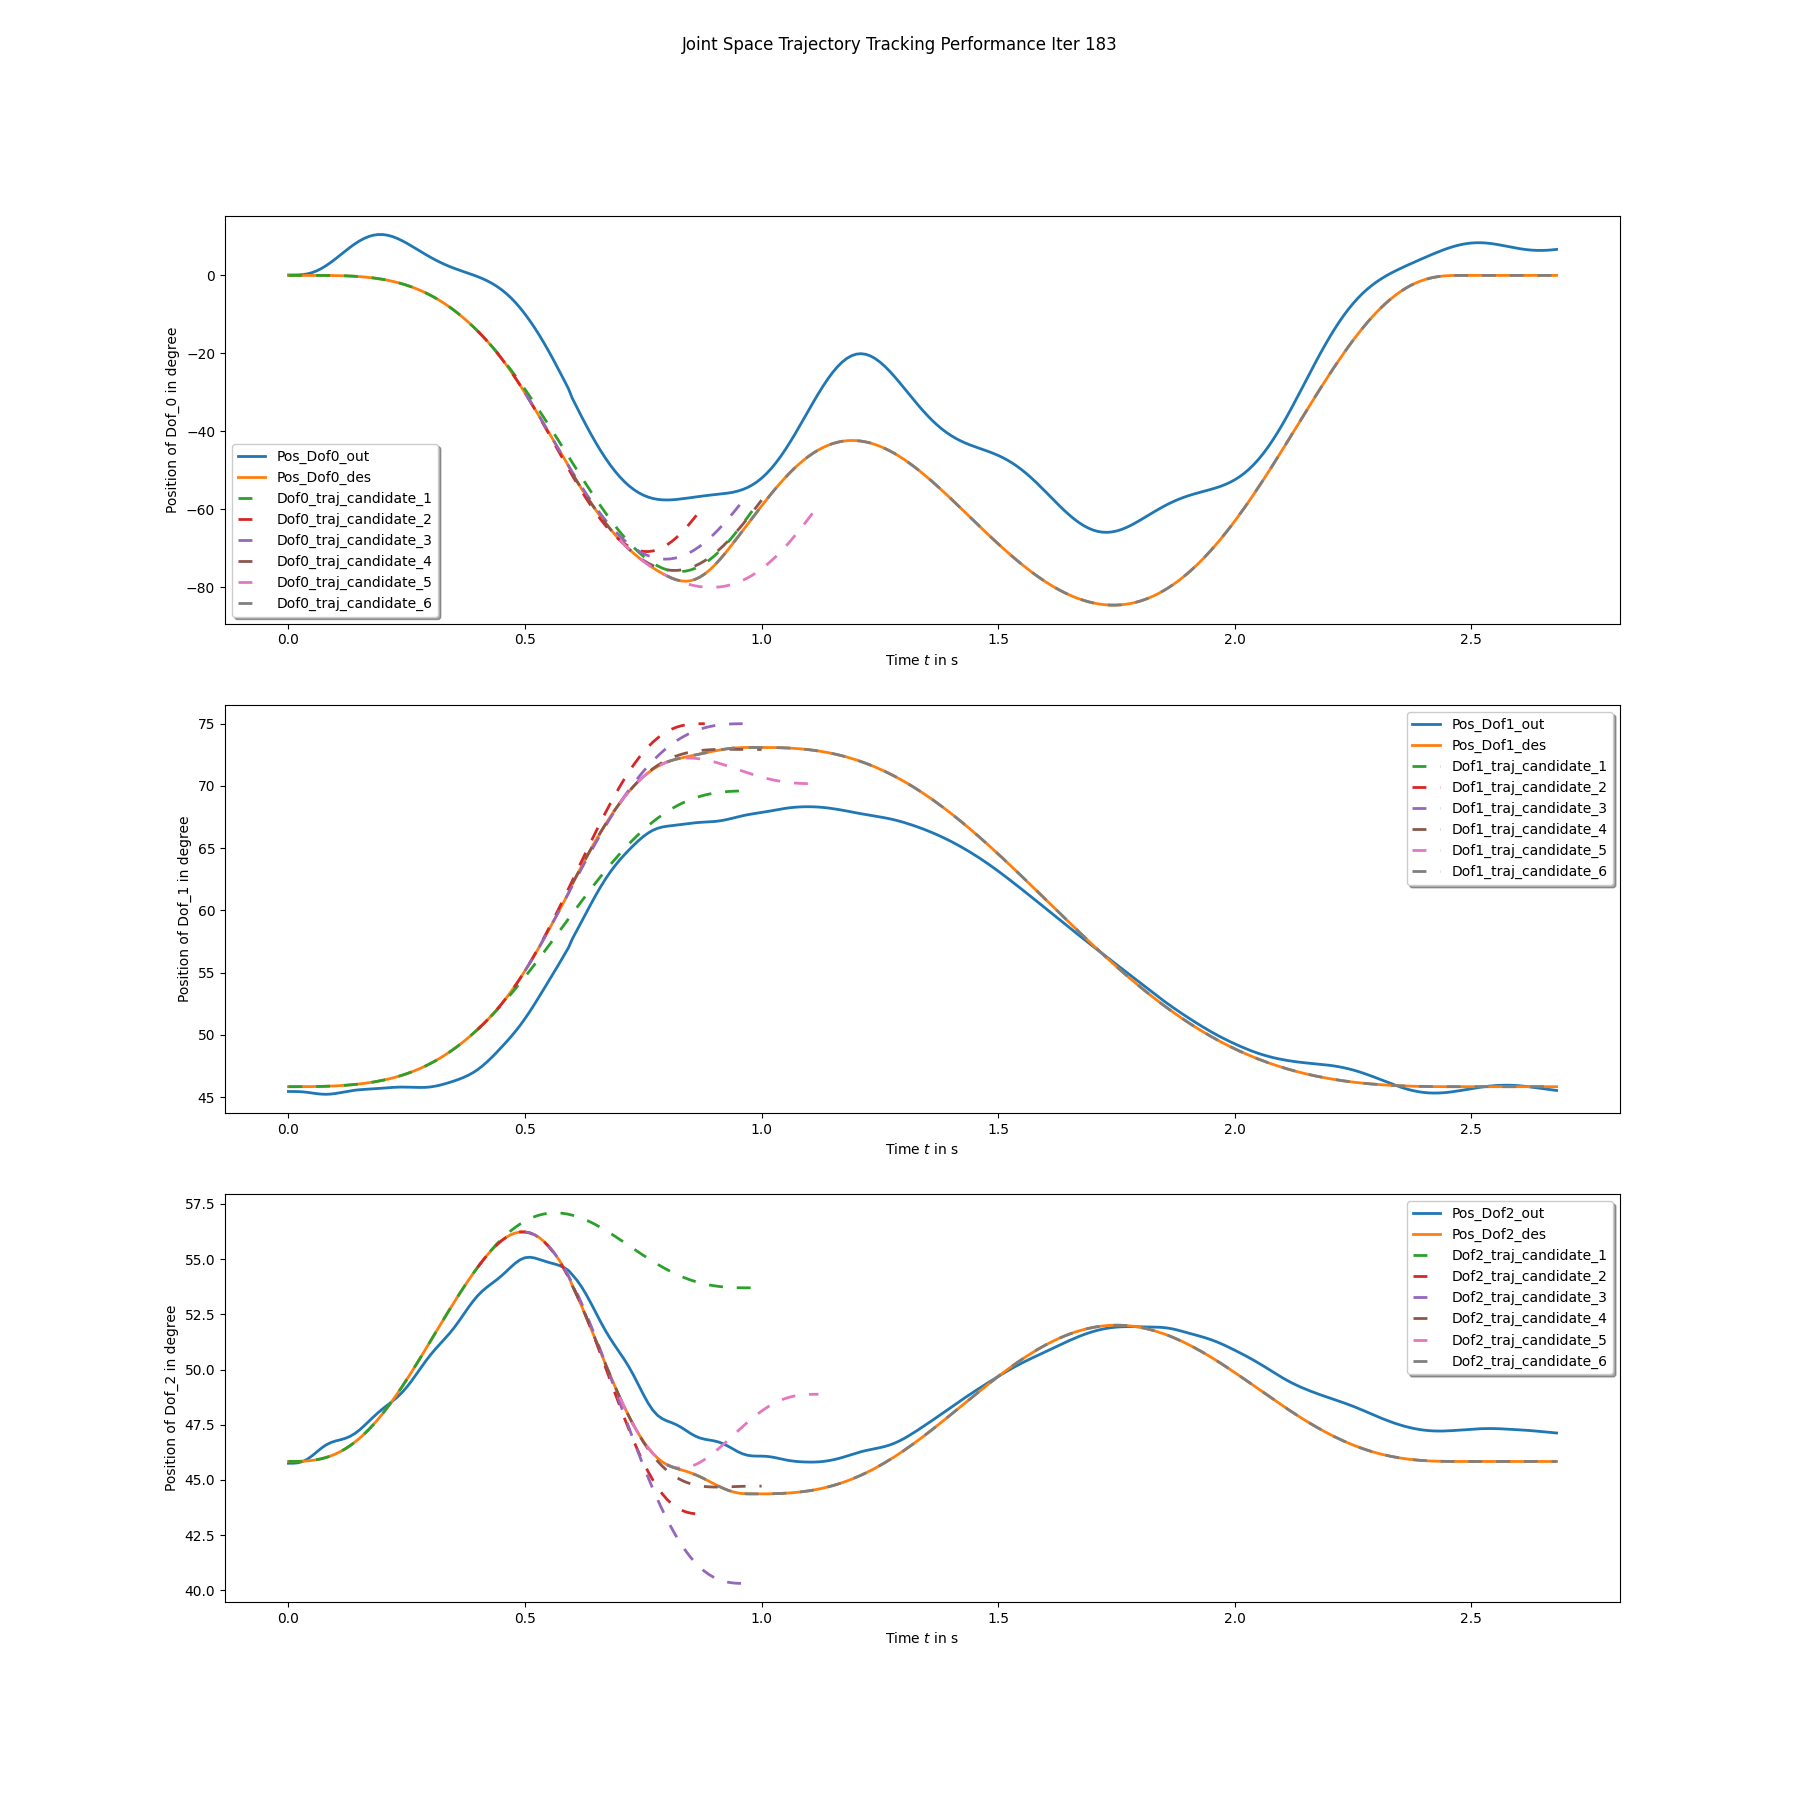 Joint Space Trajectory Tracking Performance Iter 183
Position of Dof_0 in degree
0
−20
−40
−60
−80
Pos_Dof0_out
Pos_Dof0_des
Dof0_traj_candidate_1
Dof0_traj_candidate_2
Dof0_traj_candidate_3
Dof0_traj_candidate_4
Dof0_traj_candidate_5
Dof0_traj_candidate_6
0.0 0.5 1.0 1.5 2.0 2.5
Time t in s
Position of Dof_1 in degree
75
70
65
60
55
50
45
Pos_Dof1_out
Pos_Dof1_des
Dof1_traj_candidate_1
Dof1_traj_candidate_2
Dof1_traj_candidate_3
Dof1_traj_candidate_4
Dof1_traj_candidate_5
Dof1_traj_candidate_6
0.0 0.5 1.0 1.5 2.0 2.5
Time t in s
Position of Dof_2 in degree
57.5
55.0
52.5
50.0
47.5
45.0
42.5
40.0
Pos_Dof2_out
Pos_Dof2_des
Dof2_traj_candidate_1
Dof2_traj_candidate_2
Dof2_traj_candidate_3
Dof2_traj_candidate_4
Dof2_traj_candidate_5
Dof2_traj_candidate_6
0.0 0.5 1.0 1.5 2.0 2.5
Time t in s